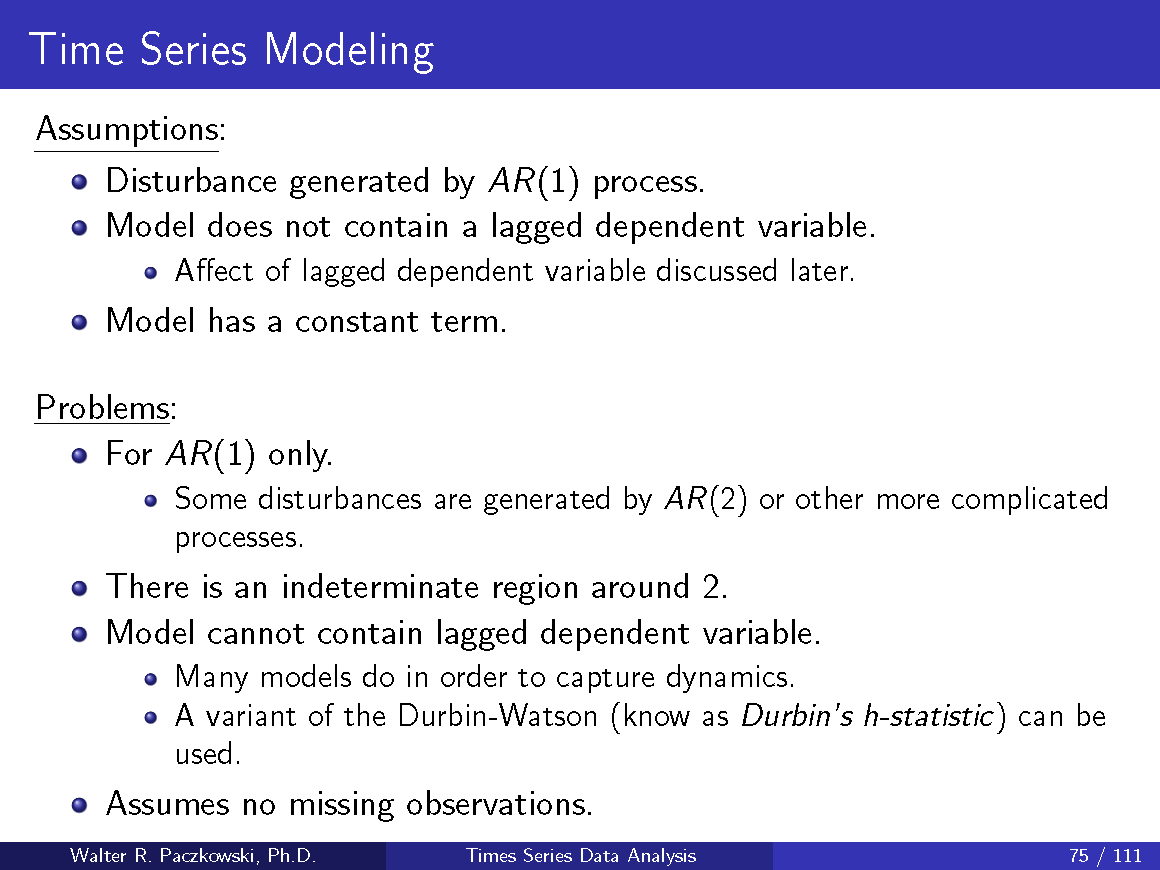 Time Series Modeling
Assumptions:
Disturbance generated by AR(1) process.
Model does not contain a lagged dependent variable.
Affect of lagged dependent variable discussed later.
Model has a constant term.
Problems:
For AR(1) only.
Some disturbances are generated by AR(2) or other more complicated
processes.
There is an indeterminate region around 2.
Model cannot contain lagged dependent variable.
Many models do in order to capture dynamics.
A variant of the Durbin-Watson (know as Durbin's h-statistic) can be
used.
Assumes no missing observations.
Walter R. Paczkowski, Ph.D.
Times Series Data Analysis
75 / 111